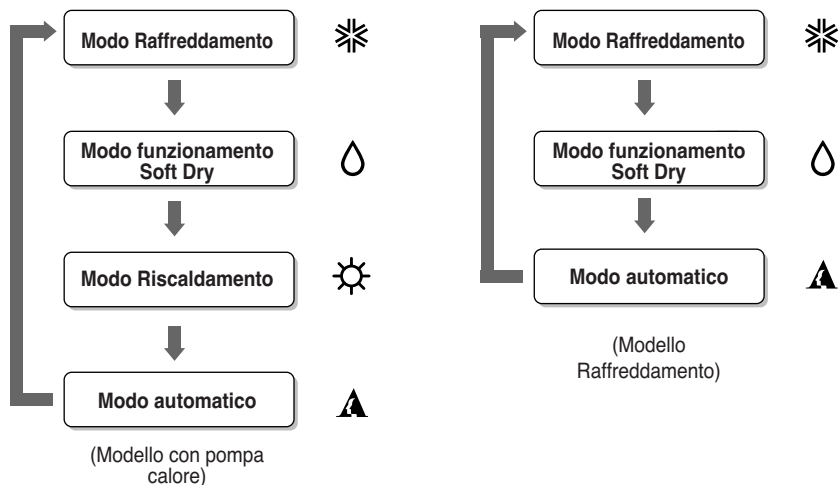 Modo Raffreddamento
Modo funzionamento
Soft Dry
Modo Riscaldamento
Modo automatico
(Modello con pompa
calore)
Modo Raffreddamento
Modo funzionamento
Soft Dry
Modo automatico
(Modello
Raffreddamento)